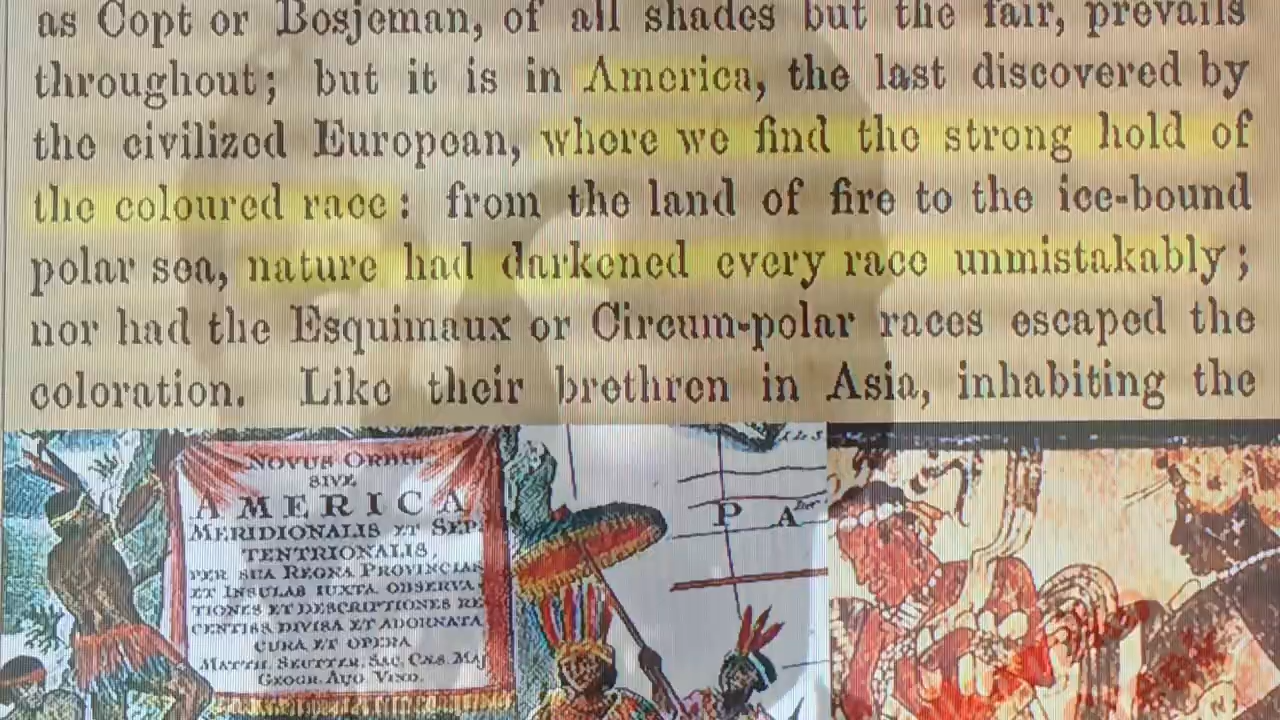 as Copt or Bosjeman, of all shades but the fair, prevails
throughout; but it is in America, the last discovered by
the civilized European, where we find the strong hold of
the coloured race: from the land of fire to the ice-bound
polar sea, nature had darkened every race unmistakably;
nor had the Esquimaux or Circum-polar races escaped the
coloration. Like their brethren in Asia, inhabiting the
NOVUS ORBIS
SIVE
AMERICA
MERIDIONALIS ET SEP
TENTRIONALIS,
PER SUA REGNA PROVINCIAS
ET INSULAS IUXTA OBSERVA
TIONES ET DESCRIPTIONES RE
CENTISS DIVISA ET ADORNATA
CURA ET OPERA
MATTH. SEUTTER, SAC. CÆS. MAJ
GEOGR. AUG VIND.
P A